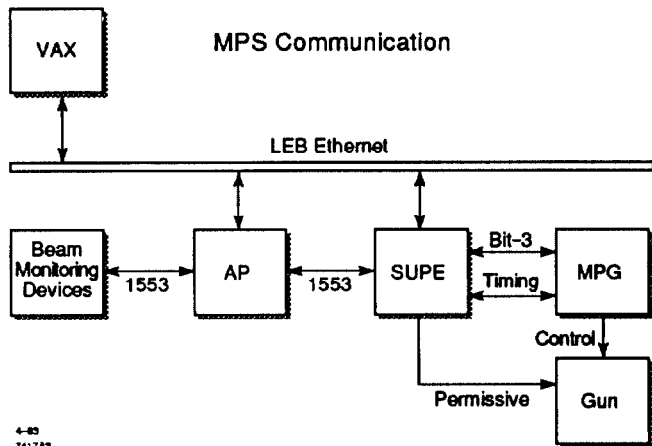 VAX
MPS Communication
LEB Ethernet
Beam
Monitoring
Devices
1553
AP
1553
SUPE
Bit-3
Timing
MPG
Control
Permissive
Gun